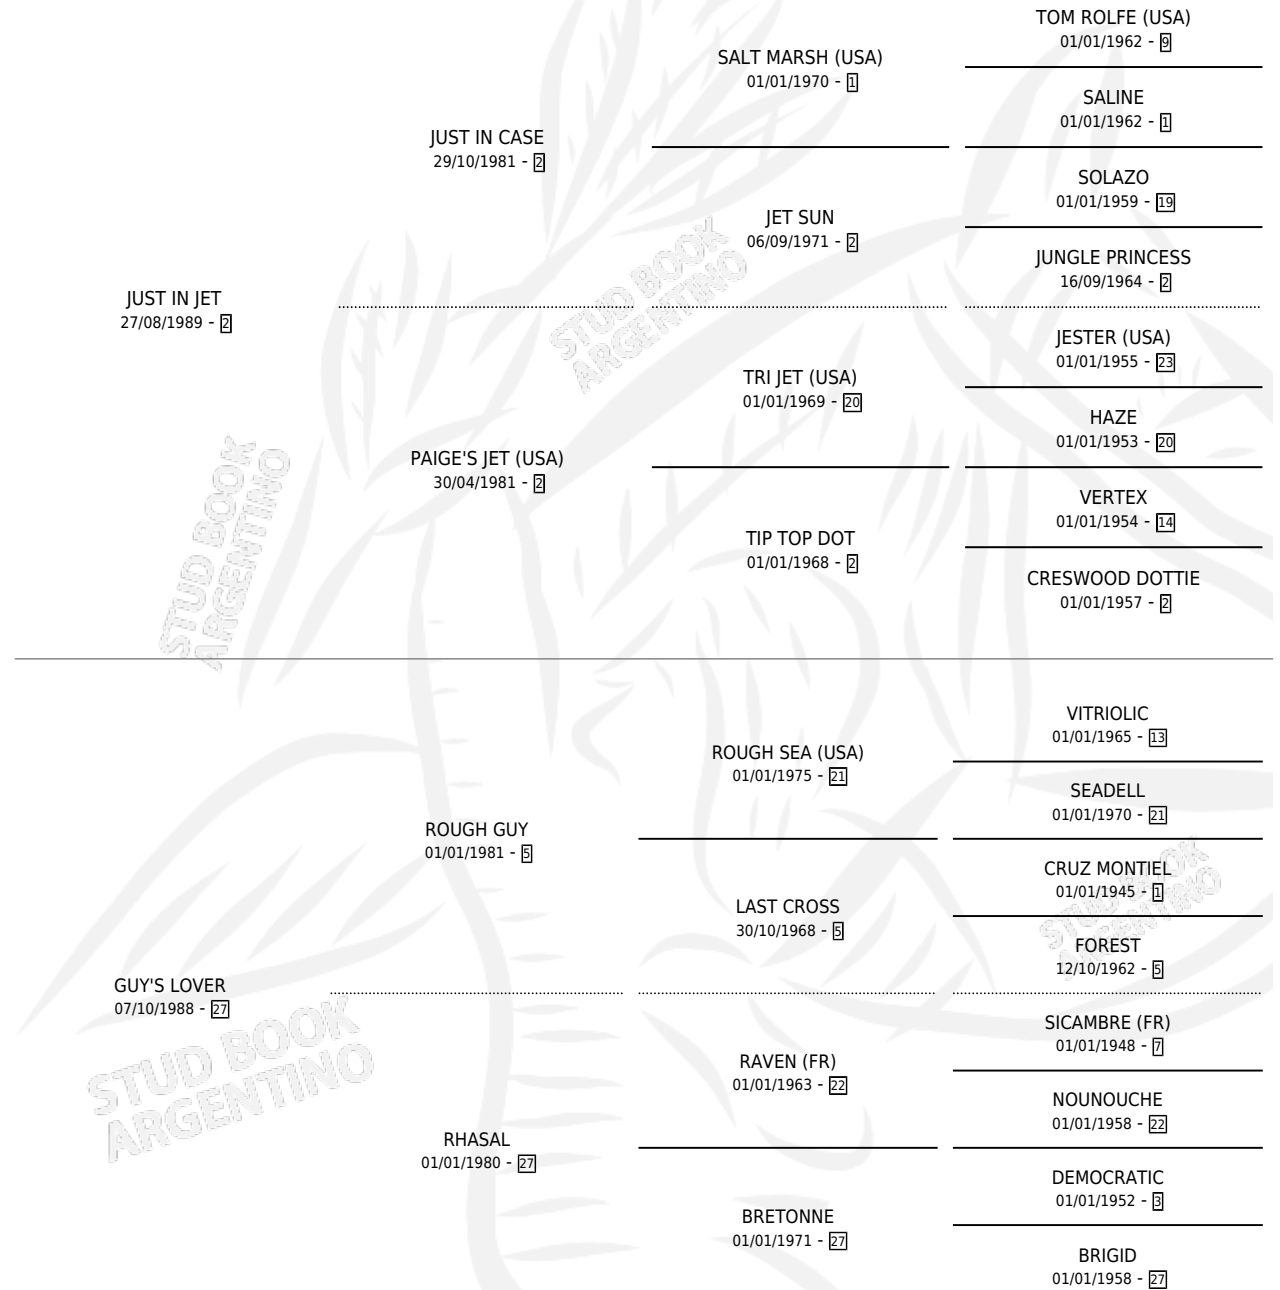 TOM ROLFE (USA)
01/01/1962 - 9
SALT MARSH (USA)
01/01/1970 - 1
SALINE
01/01/1962 - 1
JUST IN CASE
29/10/1981 - 2
SOLAZO
01/01/1959 - 19
JET SUN
06/09/1971 - 2
JUNGLE PRINCESS
16/09/1964 - 2
JUST IN JET
27/08/1989 - 2
STUD BOOK
ARGENTINO
JESTER (USA)
01/01/1955 - 23
TRI JET (USA)
01/01/1969 - 20
HAZE
01/01/1953 - 20
PAIGE'S JET (USA)
30/04/1981 - 2
VERTEX
01/01/1954 - 14
TIP TOP DOT
01/01/1968 - 2
CRESWOOD DOTTIE
01/01/1957 - 2
STUD BOOK
ARGENTINO
VITRIOLIC
01/01/1965 - 13
ROUGH SEA (USA)
01/01/1975 - 21
SEADELL
01/01/1970 - 21
ROUGH GUY
01/01/1981 - 5
CRUZ MONTIEL
01/01/1945 - 1
LAST CROSS
30/10/1968 - 5
STUD BOOK
ARGENTINO
FOREST
12/10/1962 - 5
GUY'S LOVER
07/10/1988 - 27
STUD BOOK
ARGENTINO
SICAMBRE (FR)
01/01/1948 - 7
RAVEN (FR)
01/01/1963 - 22
NOUNOUCHE
01/01/1958 - 22
RHASAL
01/01/1980 - 27
DEMOCRATIC
01/01/1952 - 3
BRETONNE
01/01/1971 - 27
BRIGID
01/01/1958 - 27